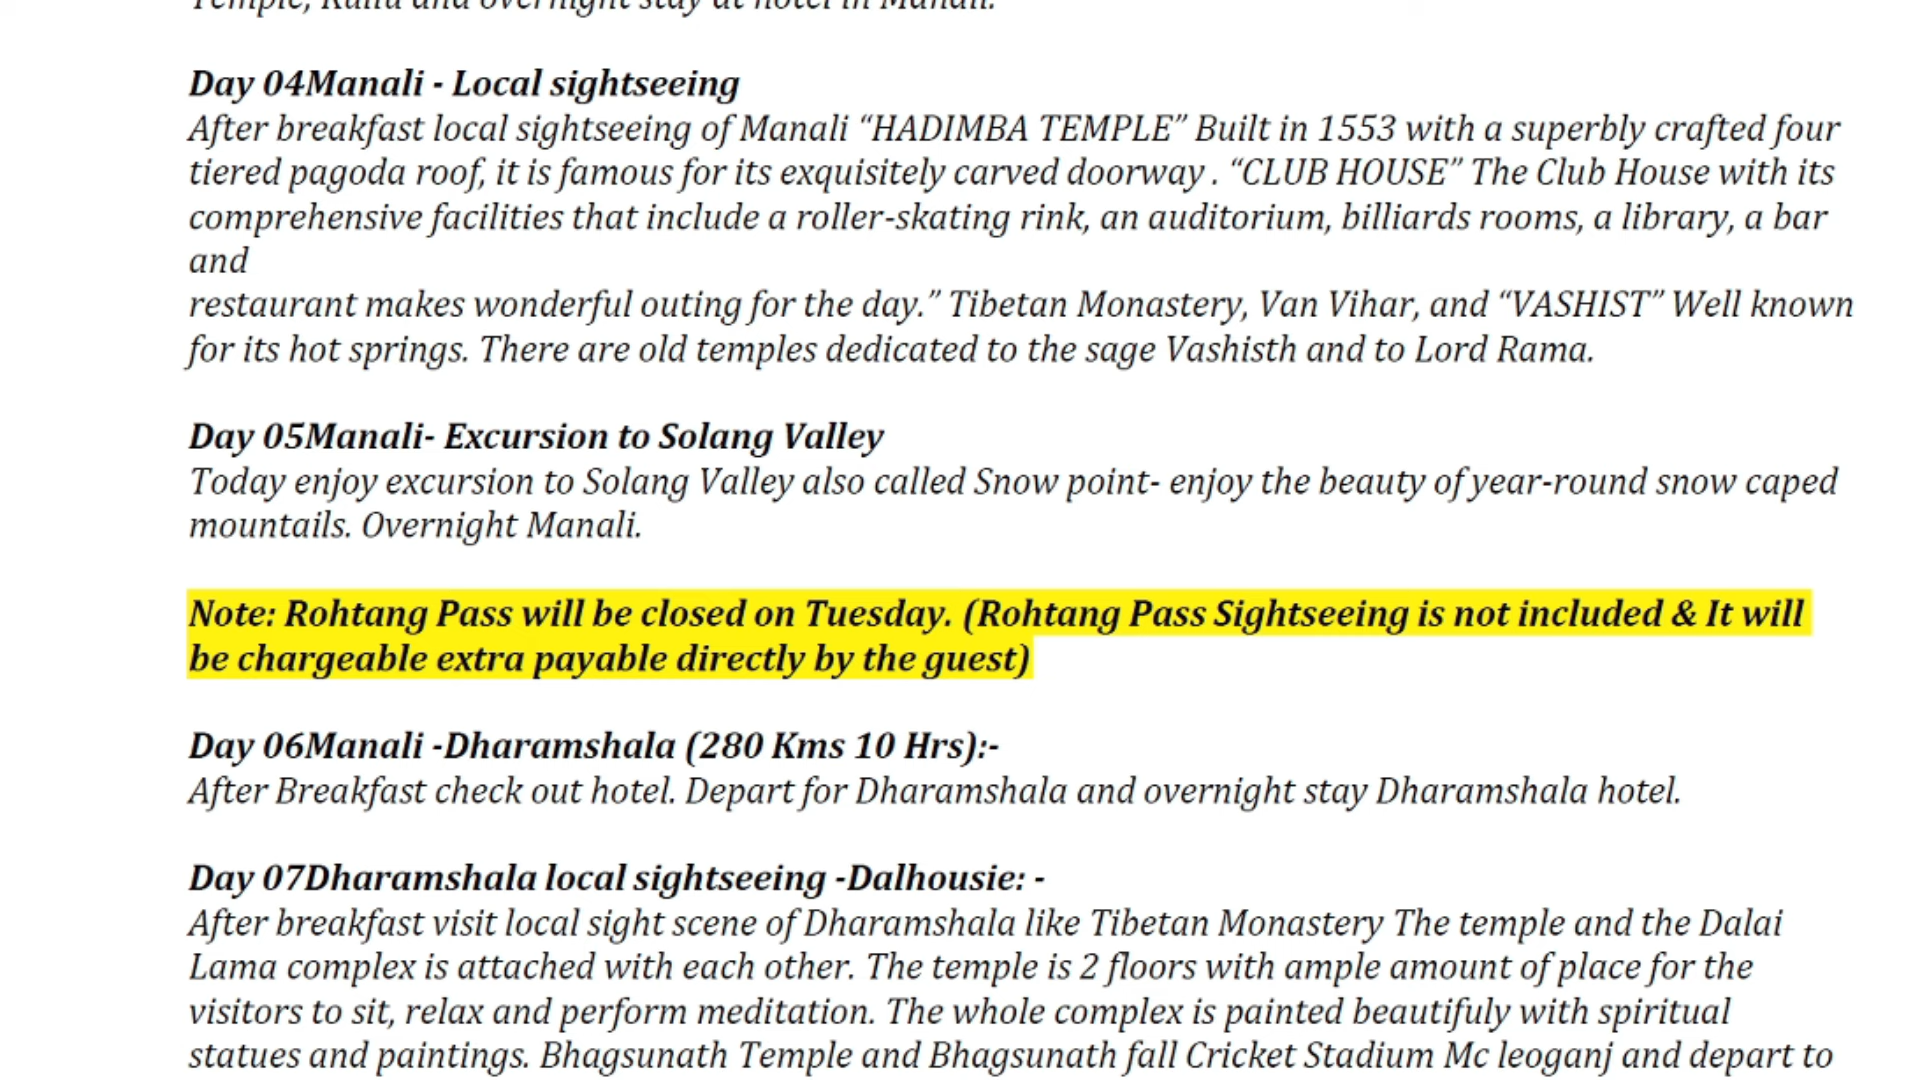 Temple, Kullu and overnight stay at hotel in Manali.
Day 04Manali - Local sightseeing
After breakfast local sightseeing of Manali “HADIMBA TEMPLE” Built in 1553 with a superbly crafted four
tiered pagoda roof, it is famous for its exquisitely carved doorway . “CLUB HOUSE” The Club House with its
comprehensive facilities that include a roller-skating rink, an auditorium, billiards rooms, a library, a bar
and
restaurant makes wonderful outing for the day.” Tibetan Monastery, Van Vihar, and “VASHIST” Well known
for its hot springs. There are old temples dedicated to the sage Vashisth and to Lord Rama.
Day 05Manali- Excursion to Solang Valley
Today enjoy excursion to Solang Valley also called Snow point- enjoy the beauty of year-round snow caped
mountails. Overnight Manali.
Note: Rohtang Pass will be closed on Tuesday. (Rohtang Pass Sightseeing is not included & It will
be chargeable extra payable directly by the guest)
Day 06Manali -Dharamshala (280 Kms 10 Hrs):-
After Breakfast check out hotel. Depart for Dharamshala and overnight stay Dharamshala hotel.
Day 07Dharamshala local sightseeing -Dalhousie: -
After breakfast visit local sight scene of Dharamshala like Tibetan Monastery The temple and the Dalai
Lama complex is attached with each other. The temple is 2 floors with ample amount of place for the
visitors to sit, relax and perform meditation. The whole complex is painted beautifuly with spiritual
statues and paintings. Bhagsunath Temple and Bhagsunath fall Cricket Stadium Mc leoganj and depart to